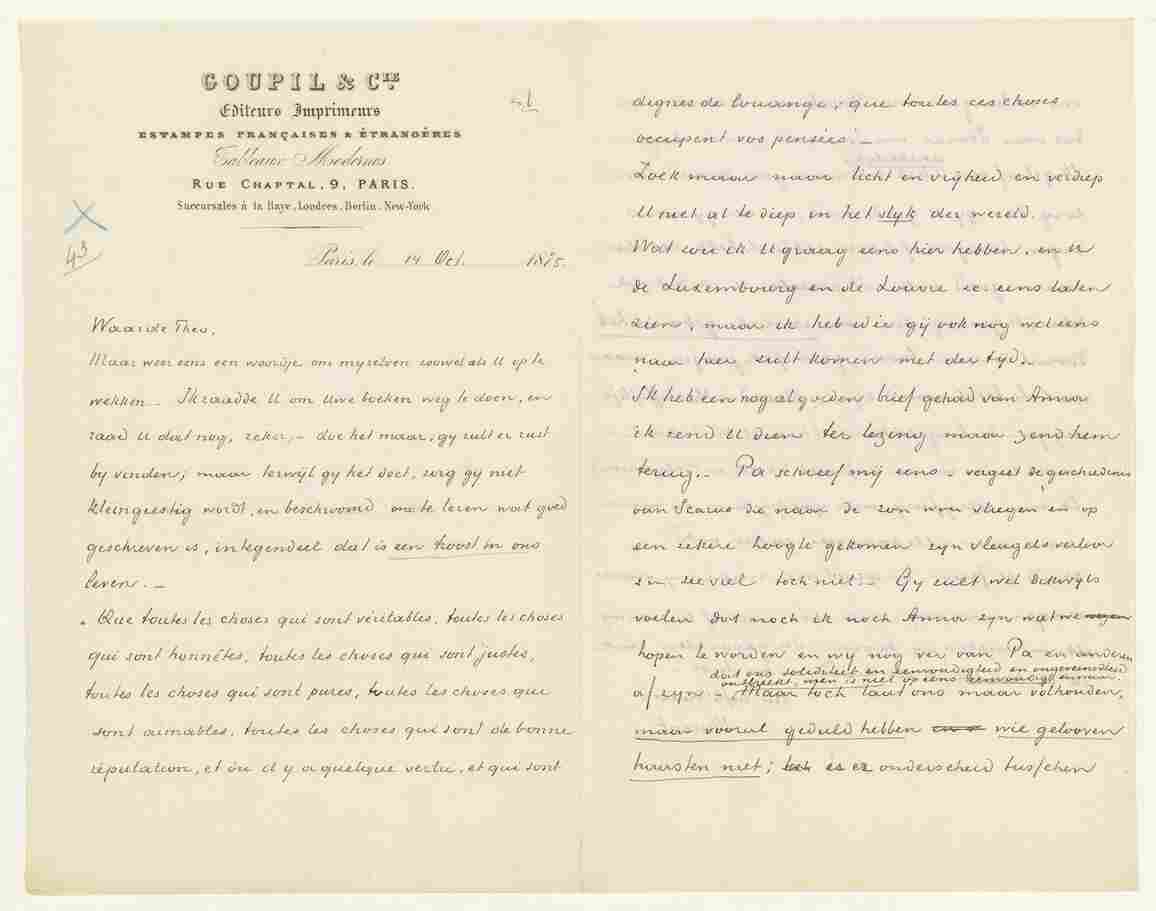 GOUPIL & CIE
Editeurs Imprimeurs
ESTAMPES FRANÇAISES & ÉTRANGÈRES
Tableaux Modernes
RUE CHAPTAL, 9, PARIS.
Succursales à la Haye, Londres, Berlin, New-York
43
Paris le 14 Oct. 1875.
Waarde Theo,
Maar weer eens een woordje om myzelven zoowel als U op te
wekken. Ik raadde U om Uwe boeken weg te doen, en
raad U dat nog, zeker, – doe het maar, gy zult er rust
by vinden; maar terwyl gy het doet, zorg gy niet
kleingeestig wordt, en beschroomd om te lezen wat goed
geschreven is, integendeel dat is een troost in ons
leven. –
Que toutes les choses qui sont véritables, toutes les choses
qui sont honnêtes, toutes les choses qui sont justes,
toutes les choses qui sont pures, toutes les choses que
sont aimables, toutes les choses qui sont de bonne
réputation, et où il y a quelque vertu, et qui sont
dignes de louange; que toutes ces choses
occupent vos pensées! –
Zoek maar naar licht en vrijheid en verdiep
U niet al te diep in het slyk der wereld.
Wat zou ik U graag eens hier hebben, en U
de Luxembourg en de Louvre ec. eens laten
zien, maar ik heb idée gij ook nog wel eens
naar hier zult komen met der tijd.
Ik heb een nog al goeden brief gehad van Anna
ik zend U dien ter lezing maar zend hem
terug. – Pa schreef mij eens – vergeet de geschiedenis
van Icarus die naar de zon wou vliegen en op
een zekere hoogte gekomen zyn vleugels verloor
zie, zie viel toch niet. – Gy zult wel dikwyls
voelen dat noch ik noch Anna zyn wat we
hopen te worden en wy nog ver van Pa en anderen
dat ons soliditeit en eenvoudigheid en ongeveinsdheid
ontbreekt, men is niet op eens eenvoudig en waar.
af zyn – Maar toch laat ons maar volhouden,
maar vooral geduld hebben wie gelooven
haasten niet; er is er onderscheid tusschen